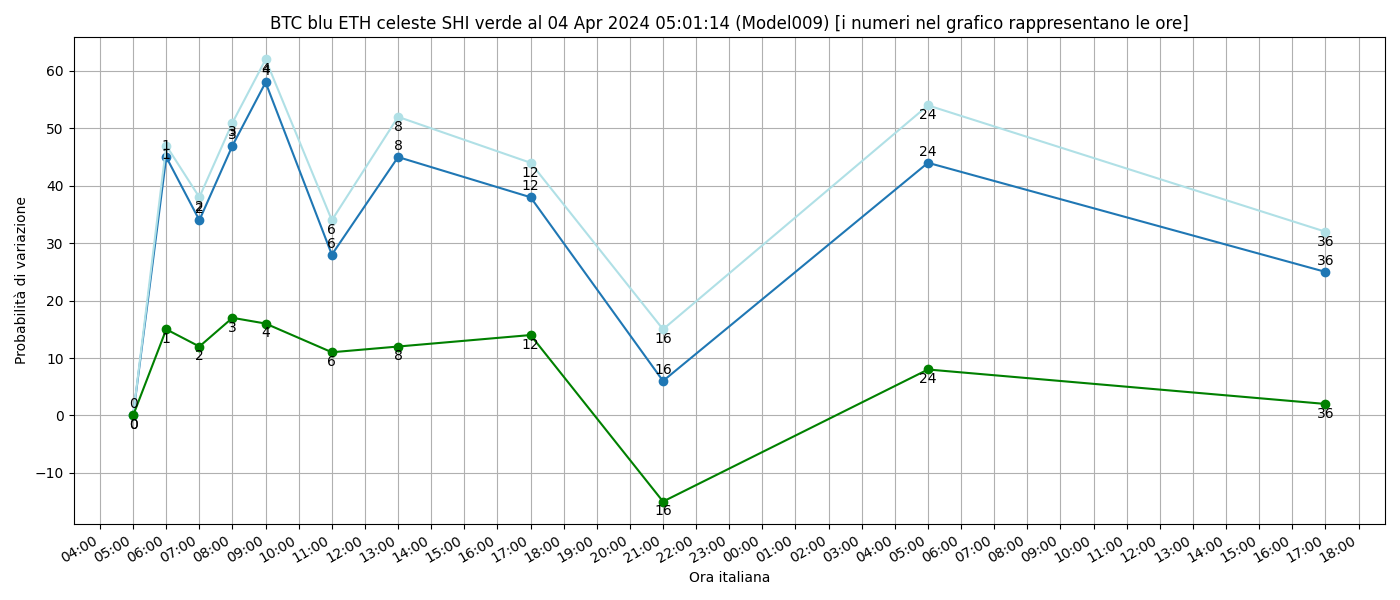 BTC blu ETH celeste SHI verde al 04 Apr 2024 05:01:14 (Model009) [i numeri nel grafico rappresentano le ore]
Probabilità di variazione
60
50
40
30
20
10
0
−10
0 1 2 3 4 6 8 12 16 24 36
0 1 2 3 4 6 8 12 16 24 36
0 1 2 3 4 6 8 12 16 24 36
04:00 05:00 06:00 07:00 08:00 09:00 10:00 11:00 12:00 13:00 14:00 15:00 16:00 17:00 18:00 19:00 20:00 21:00 22:00 23:00 00:00 01:00 02:00 03:00 04:00 05:00 06:00 07:00 08:00 09:00 10:00 11:00 12:00 13:00 14:00 15:00 16:00 17:00 18:00
Ora italiana